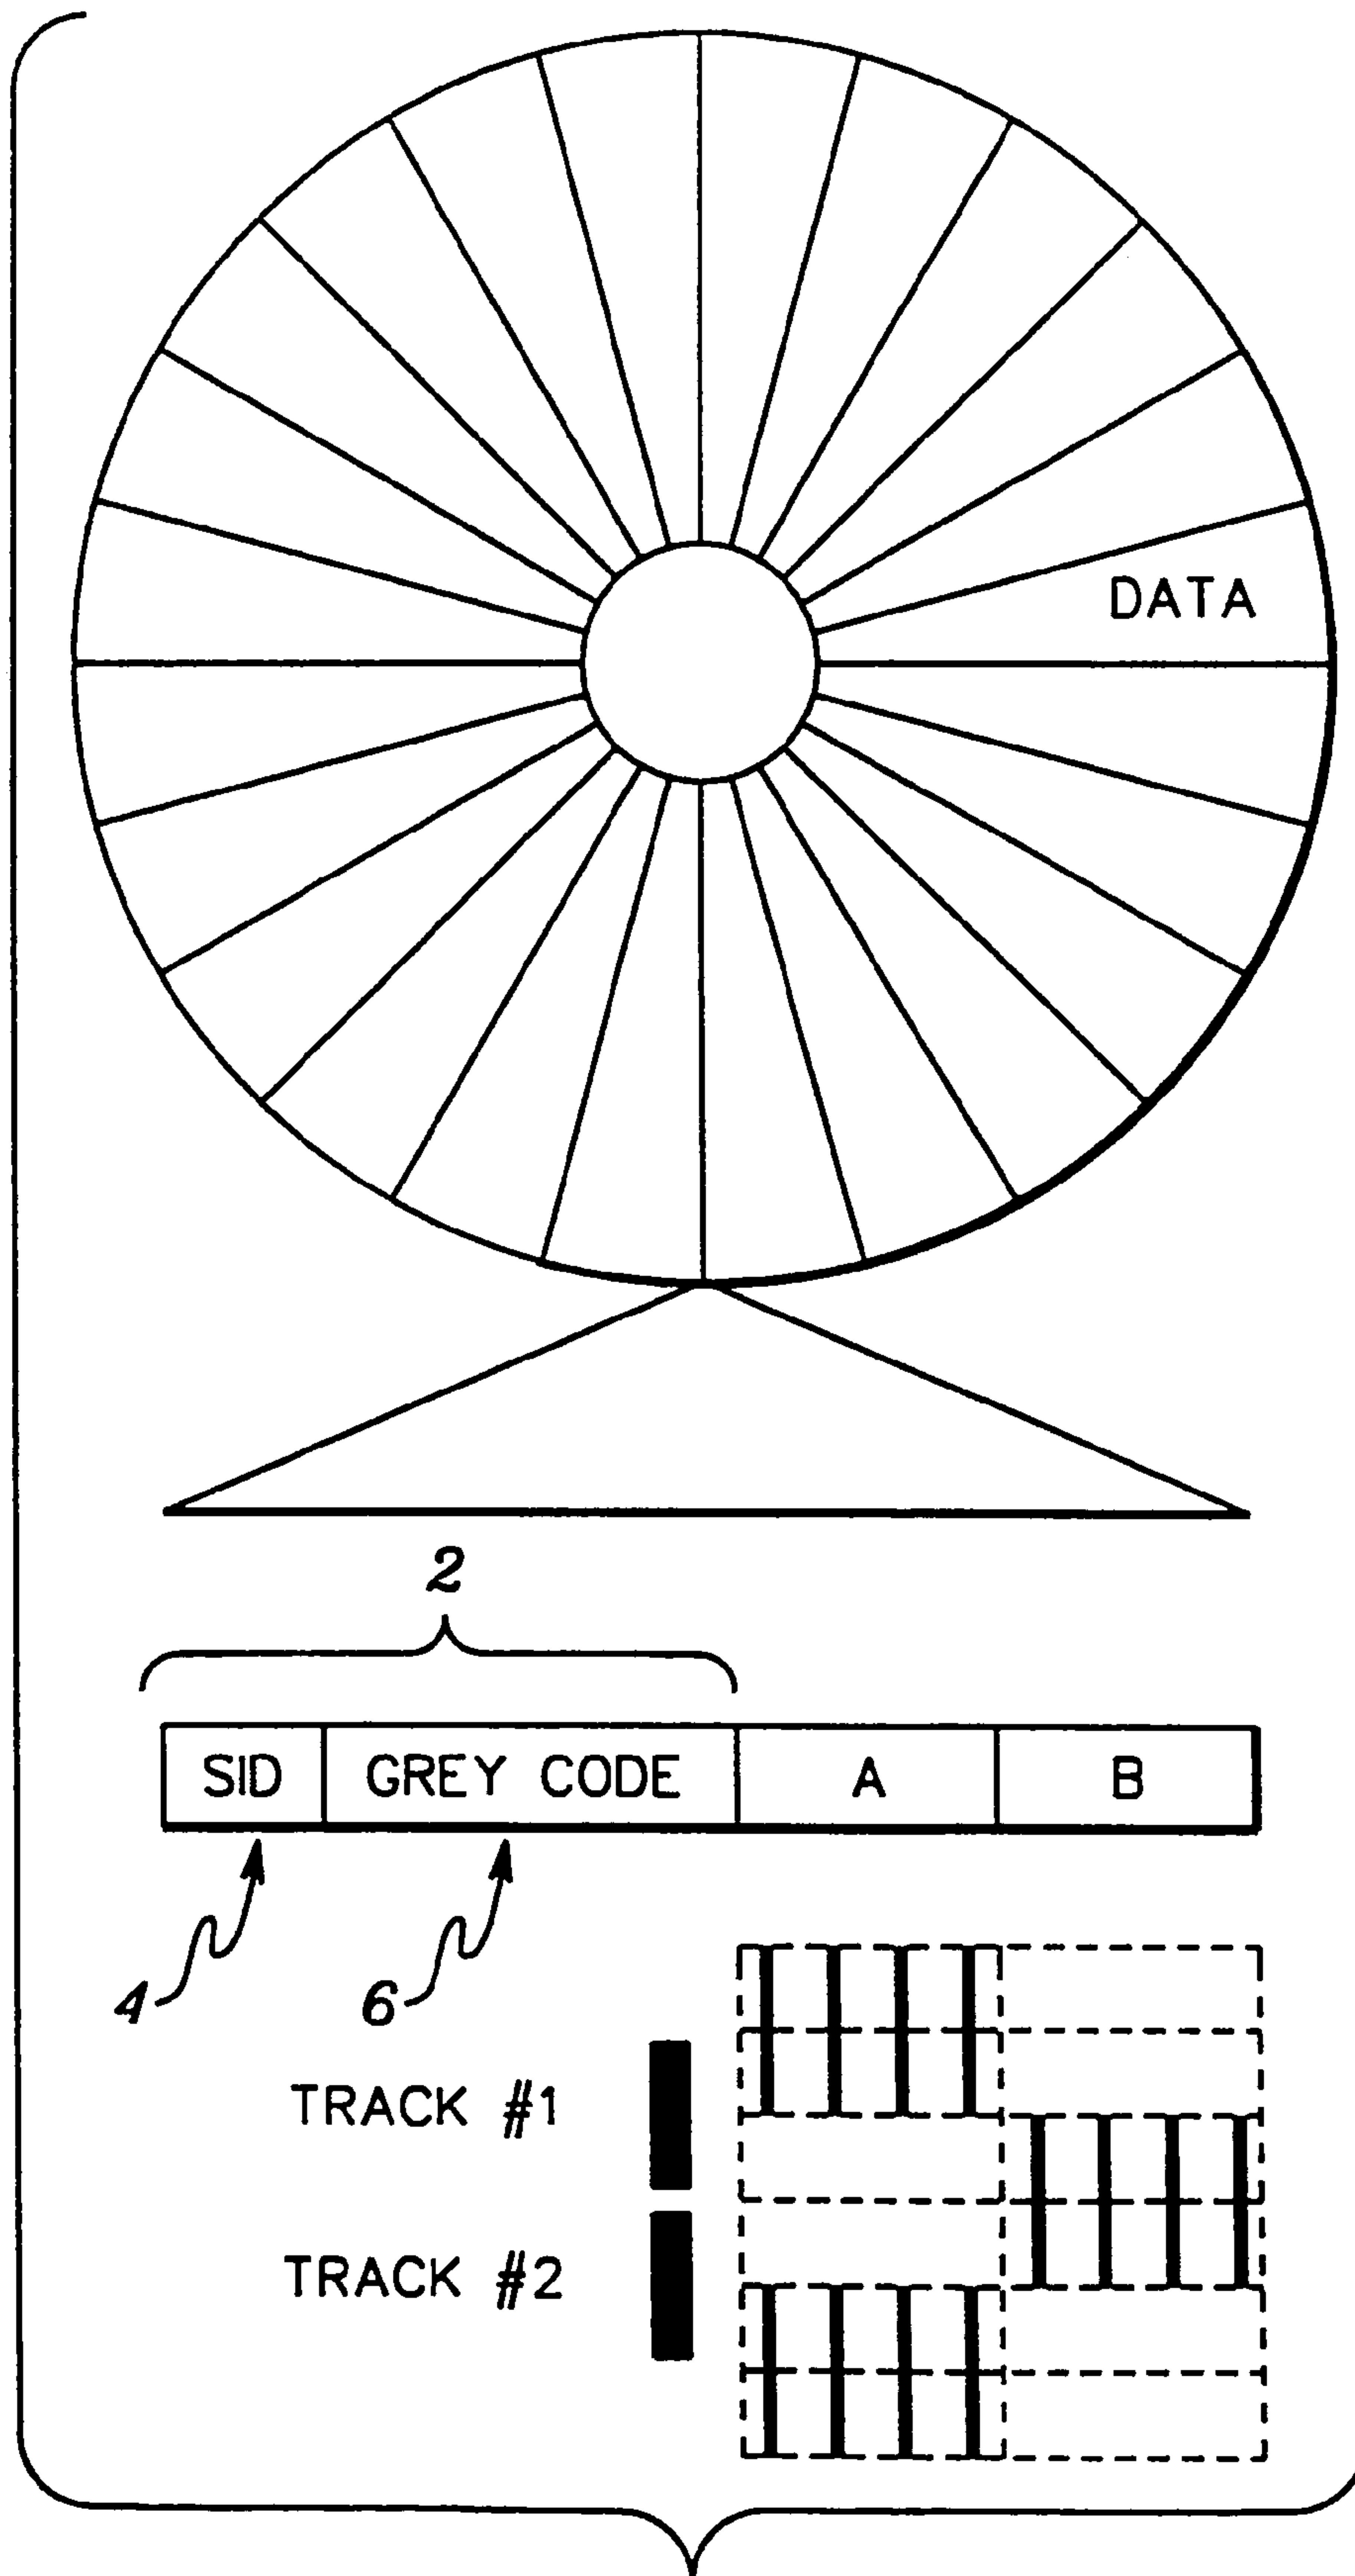 DATA
2
SID GREY CODE A B
4 6
TRACK #1
TRACK #2